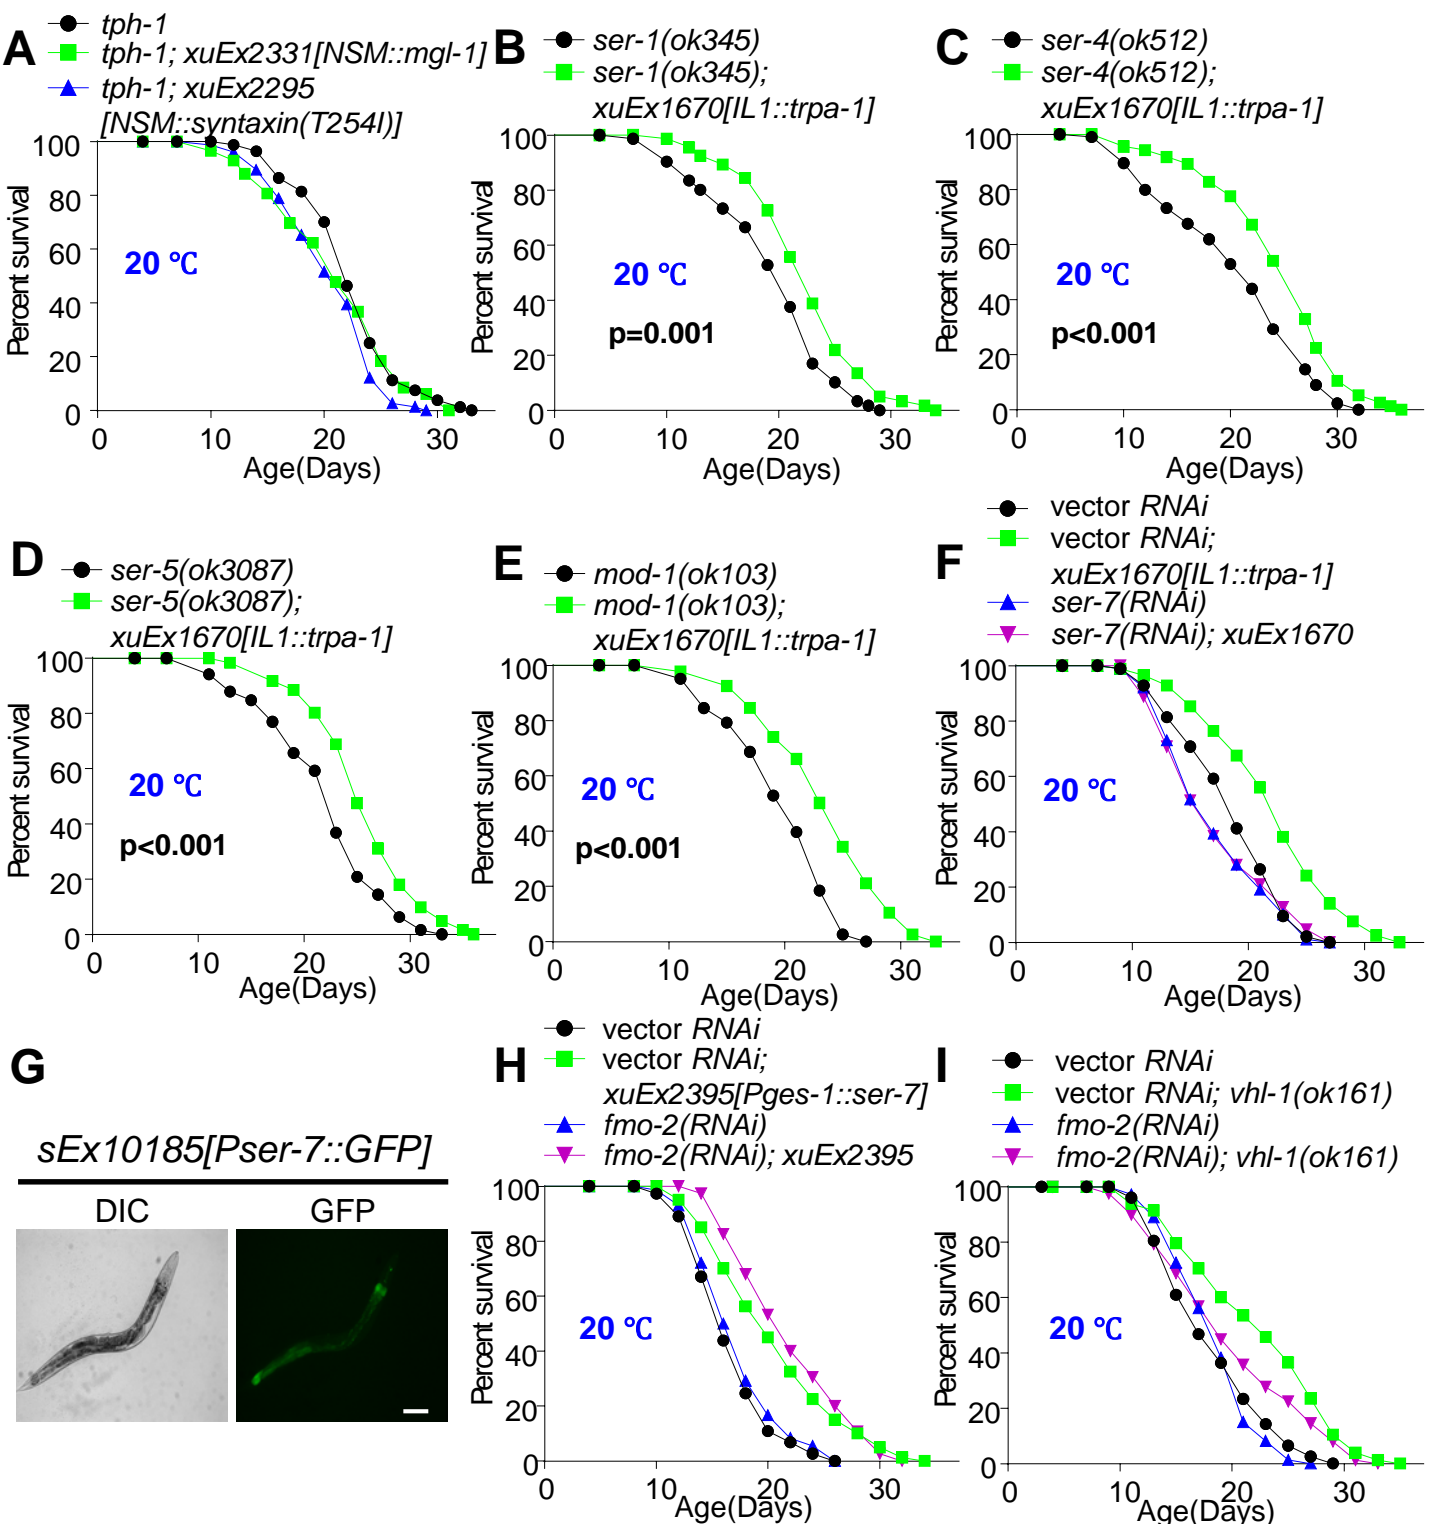 A
tph-1
tph-1; xuEx2331[NSM::mgl-1]
tph-1; xuEx2295
[NSM::syntaxin(T254I)]
Percent survival
100
80
60
40
20
0
20 ℃
0 10 20 30
Age(Days)
B
ser-1(ok345)
ser-1(ok345);
xuEx1670[IL1::trpa-1]
Percent survival
100
80
60
40
20
0
20 ℃
p=0.001
0 10 20 30
Age(Days)
C
ser-4(ok512)
ser-4(ok512);
xuEx1670[IL1::trpa-1]
Percent survival
100
80
60
40
20
0
20 ℃
p<0.001
0 10 20 30
Age(Days)
D
ser-5(ok3087)
ser-5(ok3087);
xuEx1670[IL1::trpa-1]
Percent survival
100
80
60
40
20
0
20 ℃
p<0.001
0 10 20 30
Age(Days)
E
mod-1(ok103)
mod-1(ok103);
xuEx1670[IL1::trpa-1]
Percent survival
100
80
60
40
20
0
20 ℃
p<0.001
0 10 20 30
Age(Days)
F
vector RNAi
vector RNAi;
xuEx1670[IL1::trpa-1]
ser-7(RNAi)
ser-7(RNAi); xuEx1670
Percent survival
100
80
60
40
20
0
20 ℃
0 10 20 30
Age(Days)
G
sEx10185[Pser-7::GFP]
DIC GFP
H
vector RNAi
vector RNAi;
xuEx2395[Pges-1::ser-7]
fmo-2(RNAi)
fmo-2(RNAi); xuEx2395
Percent survival
100
80
60
40
20
0
20 ℃
0 10 20 30
Age(Days)
I
vector RNAi
vector RNAi; vhl-1(ok161)
fmo-2(RNAi)
fmo-2(RNAi); vhl-1(ok161)
Percent survival
100
80
60
40
20
0
20 ℃
0 10 20 30
Age(Days)